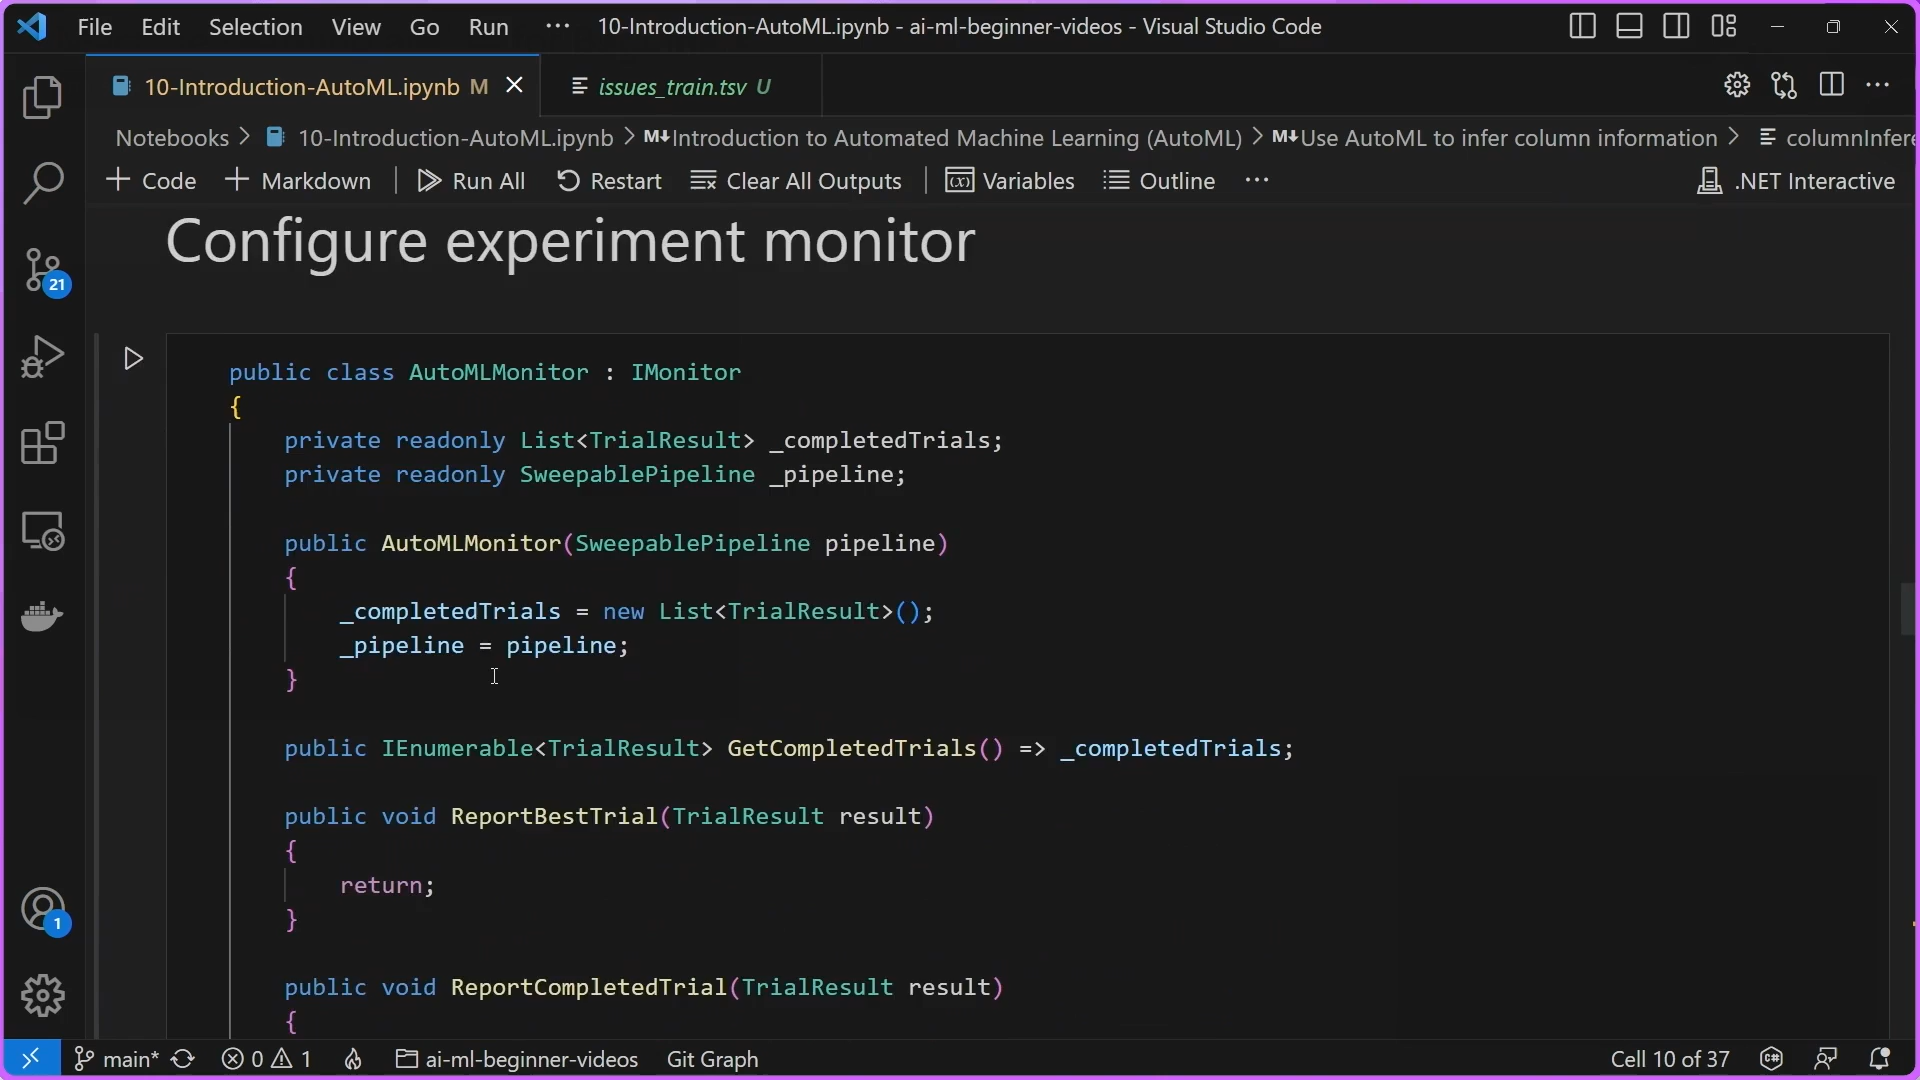 File Edit Selection View Go Run ··· 10-Introduction-AutoML.ipynb - ai-ml-beginner-videos - Visual Studio Code
10-Introduction-AutoML.ipynb M issues_train.tsv U
Notebooks > 10-Introduction-AutoML.ipynb > M↓Introduction to Automated Machine Learning (AutoML) > M↓Use AutoML to infer column information > columnInfere
+ Code + Markdown | Run All Restart Clear All Outputs | Variables Outline ··· .NET Interactive
Configure experiment monitor
public class AutoMLMonitor : IMonitor
{
private readonly List<TrialResult> _completedTrials;
private readonly SweepablePipeline _pipeline;
public AutoMLMonitor(SweepablePipeline pipeline)
{
_completedTrials = new List<TrialResult>();
_pipeline = pipeline;
}
public IEnumerable<TrialResult> GetCompletedTrials() => _completedTrials;
public void ReportBestTrial(TrialResult result)
{
return;
}
public void ReportCompletedTrial(TrialResult result)
{
21
1
main* 0 1 ai-ml-beginner-videos Git Graph Cell 10 of 37